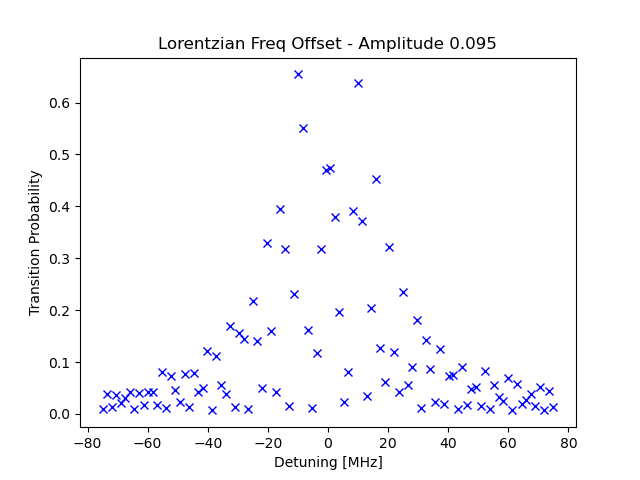 Lorentzian Freq Offset - Amplitude 0.095
Transition Probability
0.6
0.5
0.4
0.3
0.2
0.1
0.0
−80 −60 −40 −20 0 20 40 60 80
Detuning [MHz]